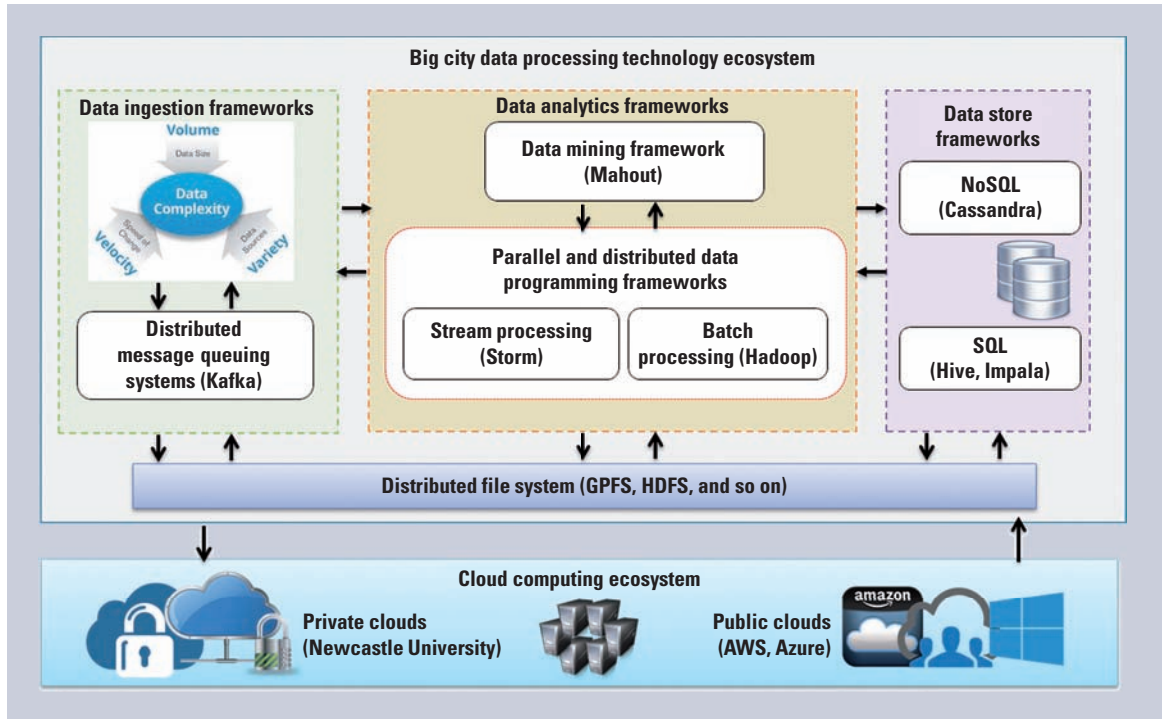 Big city data processing technology ecosystem
Data ingestion frameworks
Volume
Data Size
Data
Complexity
Speed of
Change
Velocity
Data
Sources
Variety
Distributed
message queuing
systems (Kafka)
Data analytics frameworks
Data mining framework
(Mahout)
Parallel and distributed data
programming frameworks
Stream processing
(Storm)
Batch
processing (Hadoop)
Data store
frameworks
NoSQL
(Cassandra)
SQL
(Hive, Impala)
Distributed file system (GPFS, HDFS, and so on)
Cloud computing ecosystem
Private clouds
(Newcastle University)
Public clouds
(AWS, Azure)
amazon